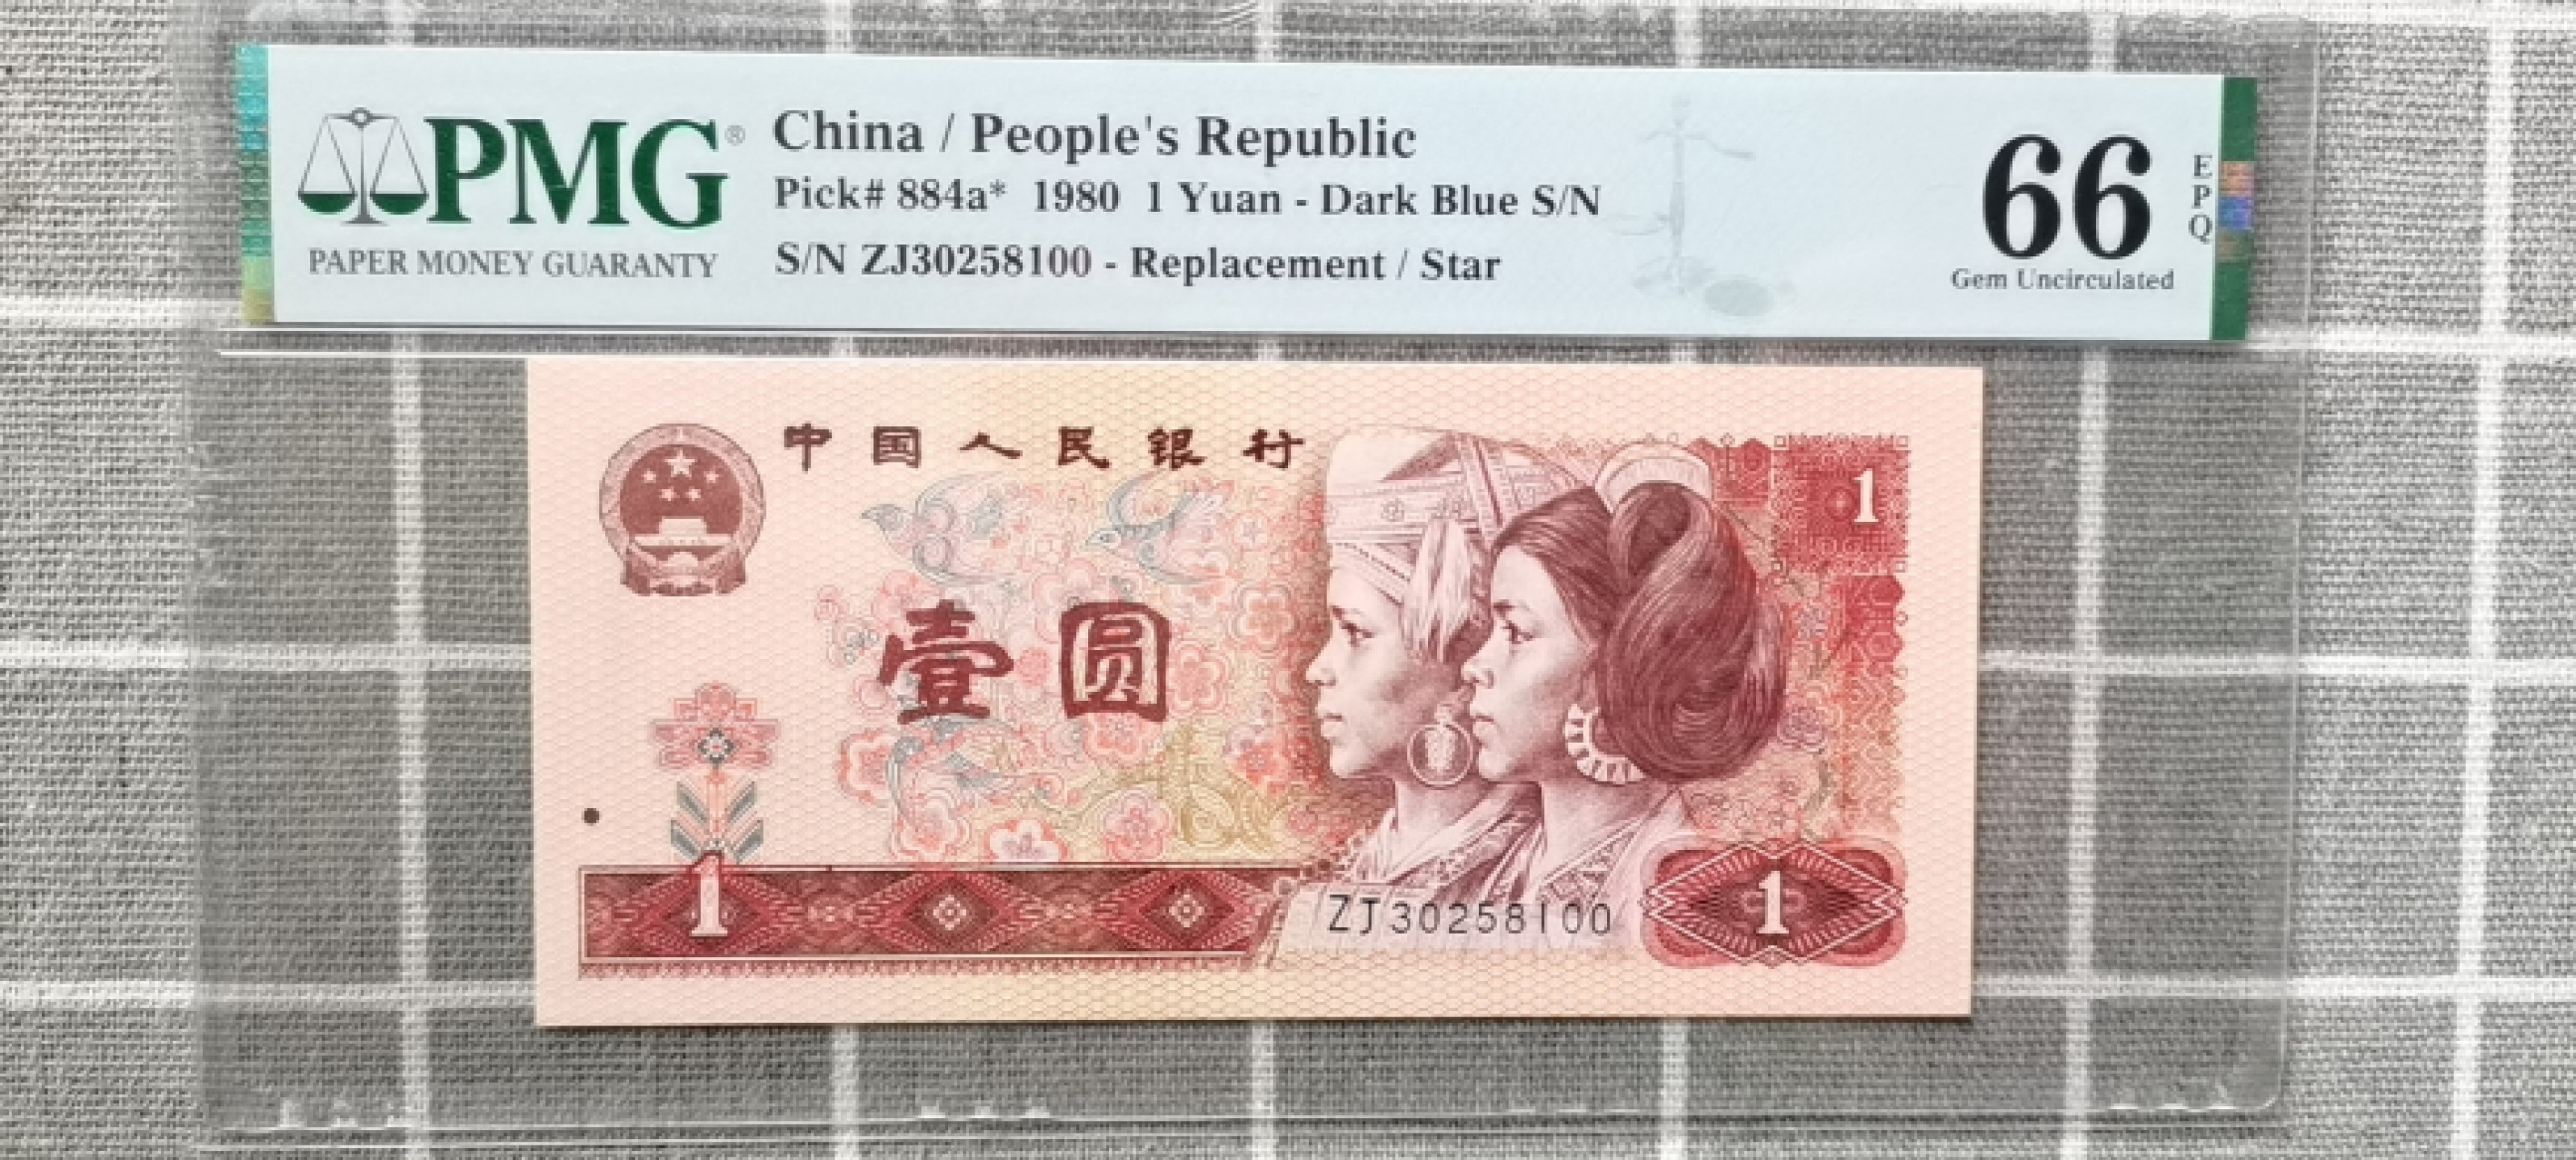 PMG®
PAPER MONEY GUARANTY
China / People's Republic
Pick# 884a* 1980 1 Yuan - Dark Blue S/N
S/N ZJ30258100 - Replacement / Star
66
EPQ
Gem Uncirculated
中国人民银行
1
壹圆
1
ZJ30258100
1